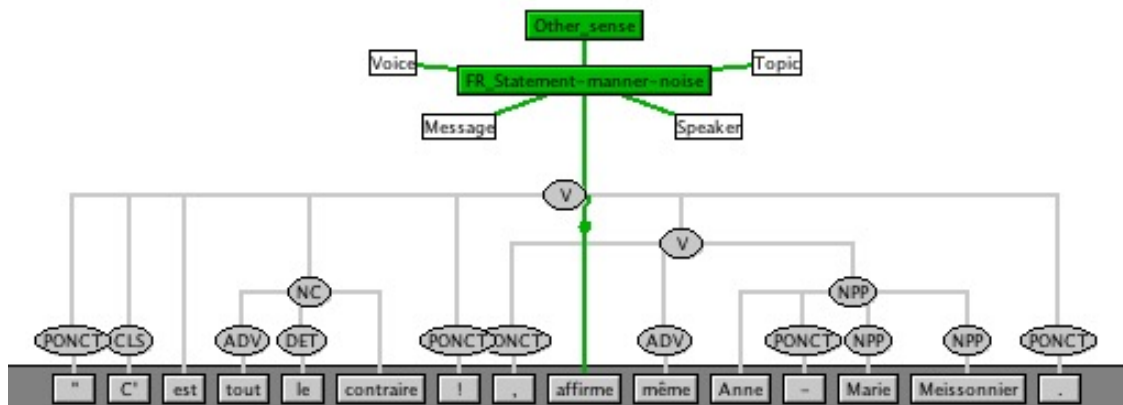 Other_sense
Voice FR_Statement-manner-noise Topic
Message Speaker
V
V
NC NPP
PONCT CLS ADV DET PONCT ONCT ADV PONCT NPP NPP PONCT
" C' est tout le contraire ! , affirme même Anne - Marie Meissonnier .